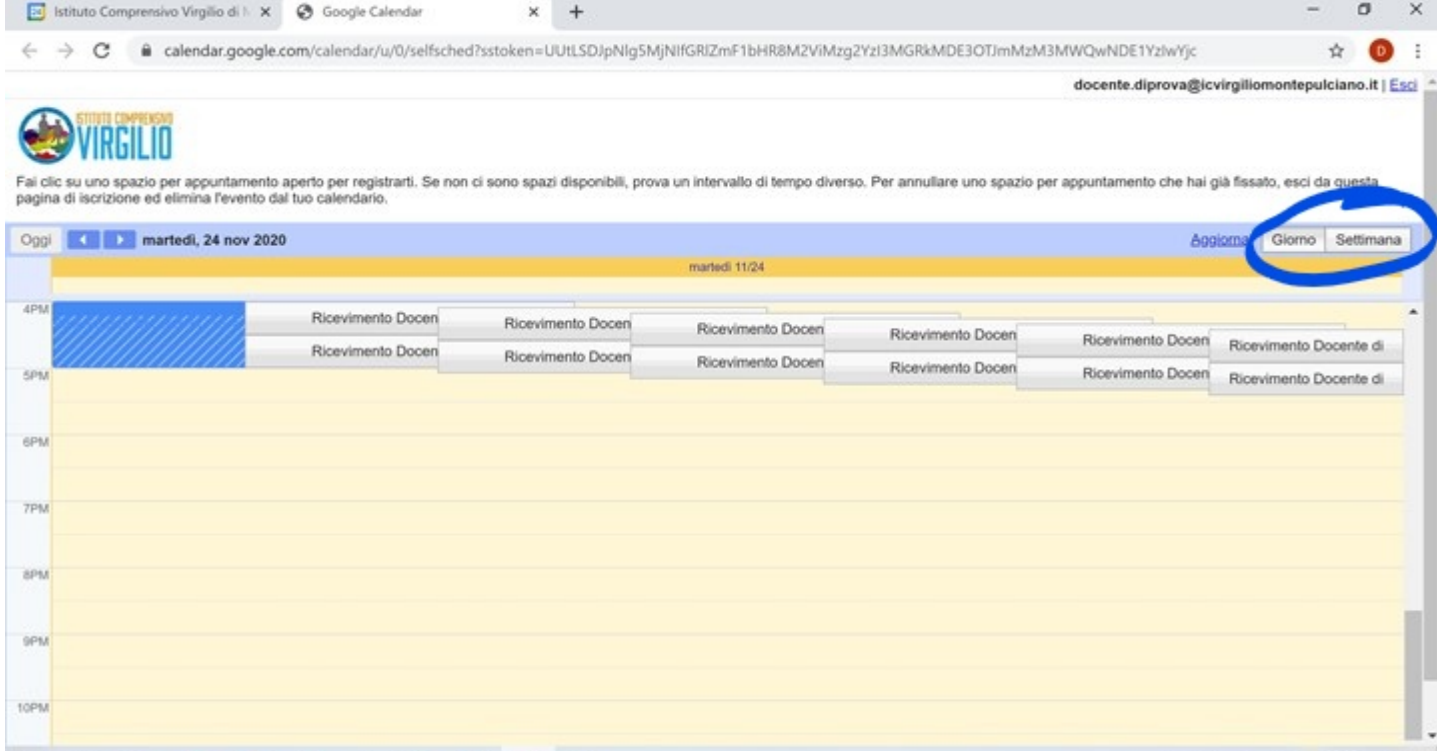 Istituto Comprensivo Virgilio di
Google Calendar
calendar.google.com/calendar/u/0/selfsched?sstoken=
D
docente.diprova@icvirgiliomontepulciano.it | Esci
ISTITUTO COMPRENSIVO
VIRGILIO
Fai clic su uno spazio per appuntamento aperto per registrarti. Se non ci sono spazi disponibili, prova un intervallo di tempo diverso. Per annullare uno spazio per appuntamento che hai già fissato, esci da questa
pagina di iscrizione ed elimina l'evento dal tuo calendario.
Oggi martedì, 24 nov 2020 Aggiorna Giorno Settimana
martedì 11/24
4PM
Ricevimento Docen Ricevimento Docen Ricevimento Docen Ricevimento Docen Ricevimento Docen Ricevimento Docente di
Ricevimento Docen Ricevimento Docen Ricevimento Docen Ricevimento Docen Ricevimento Docen Ricevimento Docente di
5PM
6PM
7PM
8PM
9PM
10PM